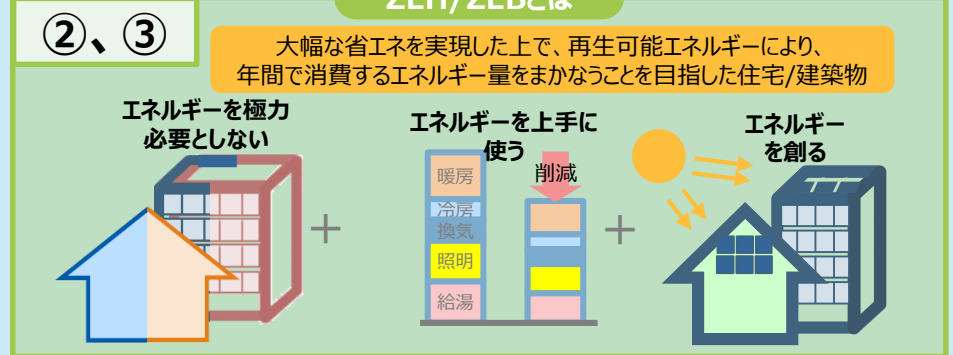 ZEH/ZEBとは
②、③
大幅な省エネを実現した上で、再生可能エネルギーにより、
年間で消費するエネルギー量をまかなうことを目指した住宅/建築物
エネルギーを極力
必要としない
エネルギーを上手に
使う
エネルギー
を創る
暖房
削減
冷房
換気
照明
給湯
+
+